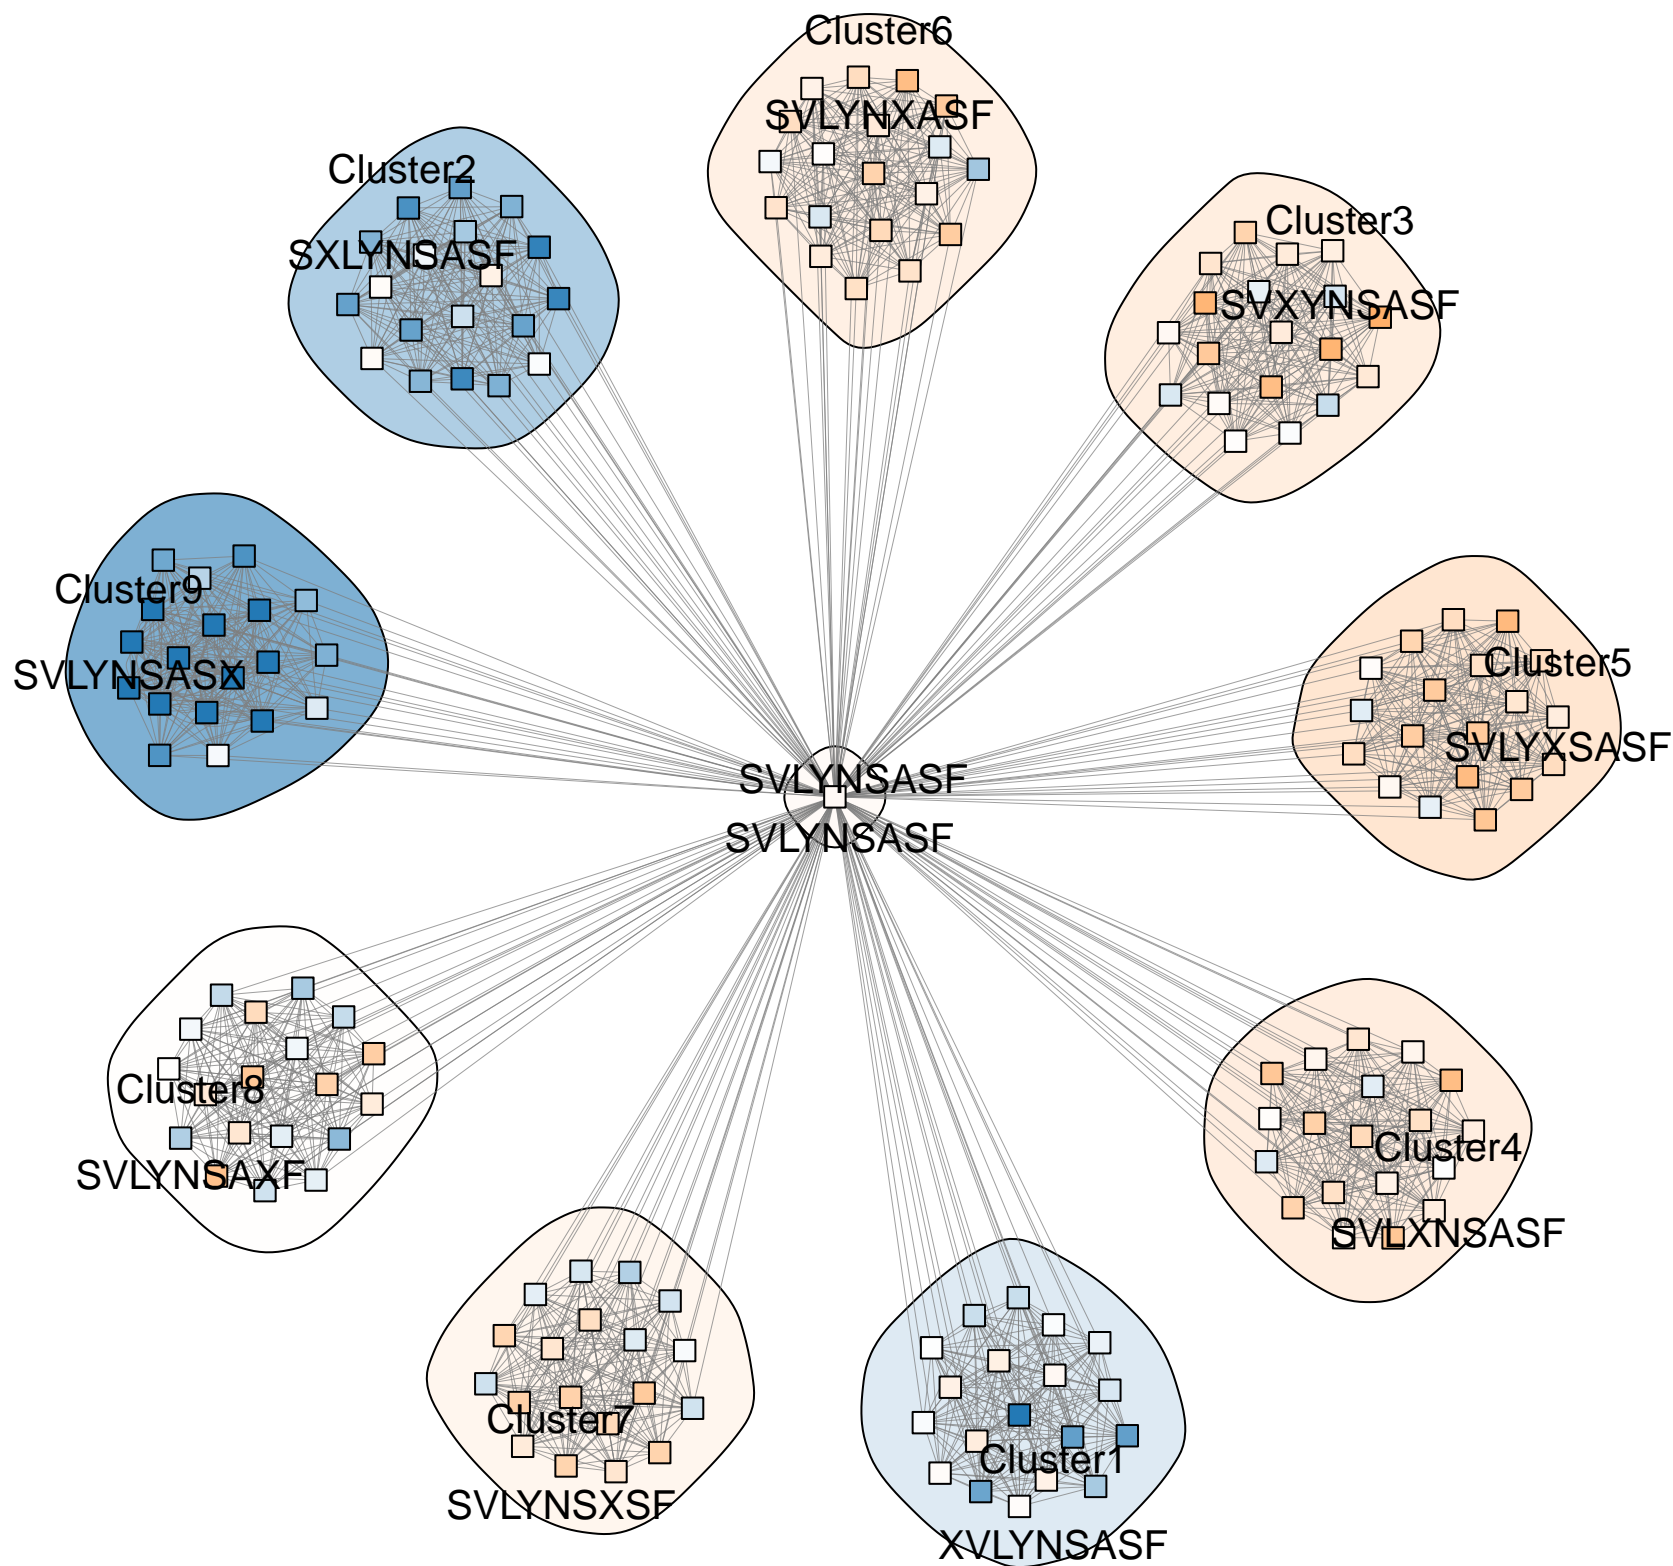 Cluster6
SVLYNXASF
Cluster2
SXLYNSASF
Cluster3
SVXYNSASF
Cluster9
SVLYNSASX
Cluster5
SVLYXSASF
SVLYNSASF
SVLYNSASF
Cluster8
SVLYNSAXF
Cluster4
SVLXNSASF
Cluster7
SVLYNSXSF
Cluster1
XVLYNSASF